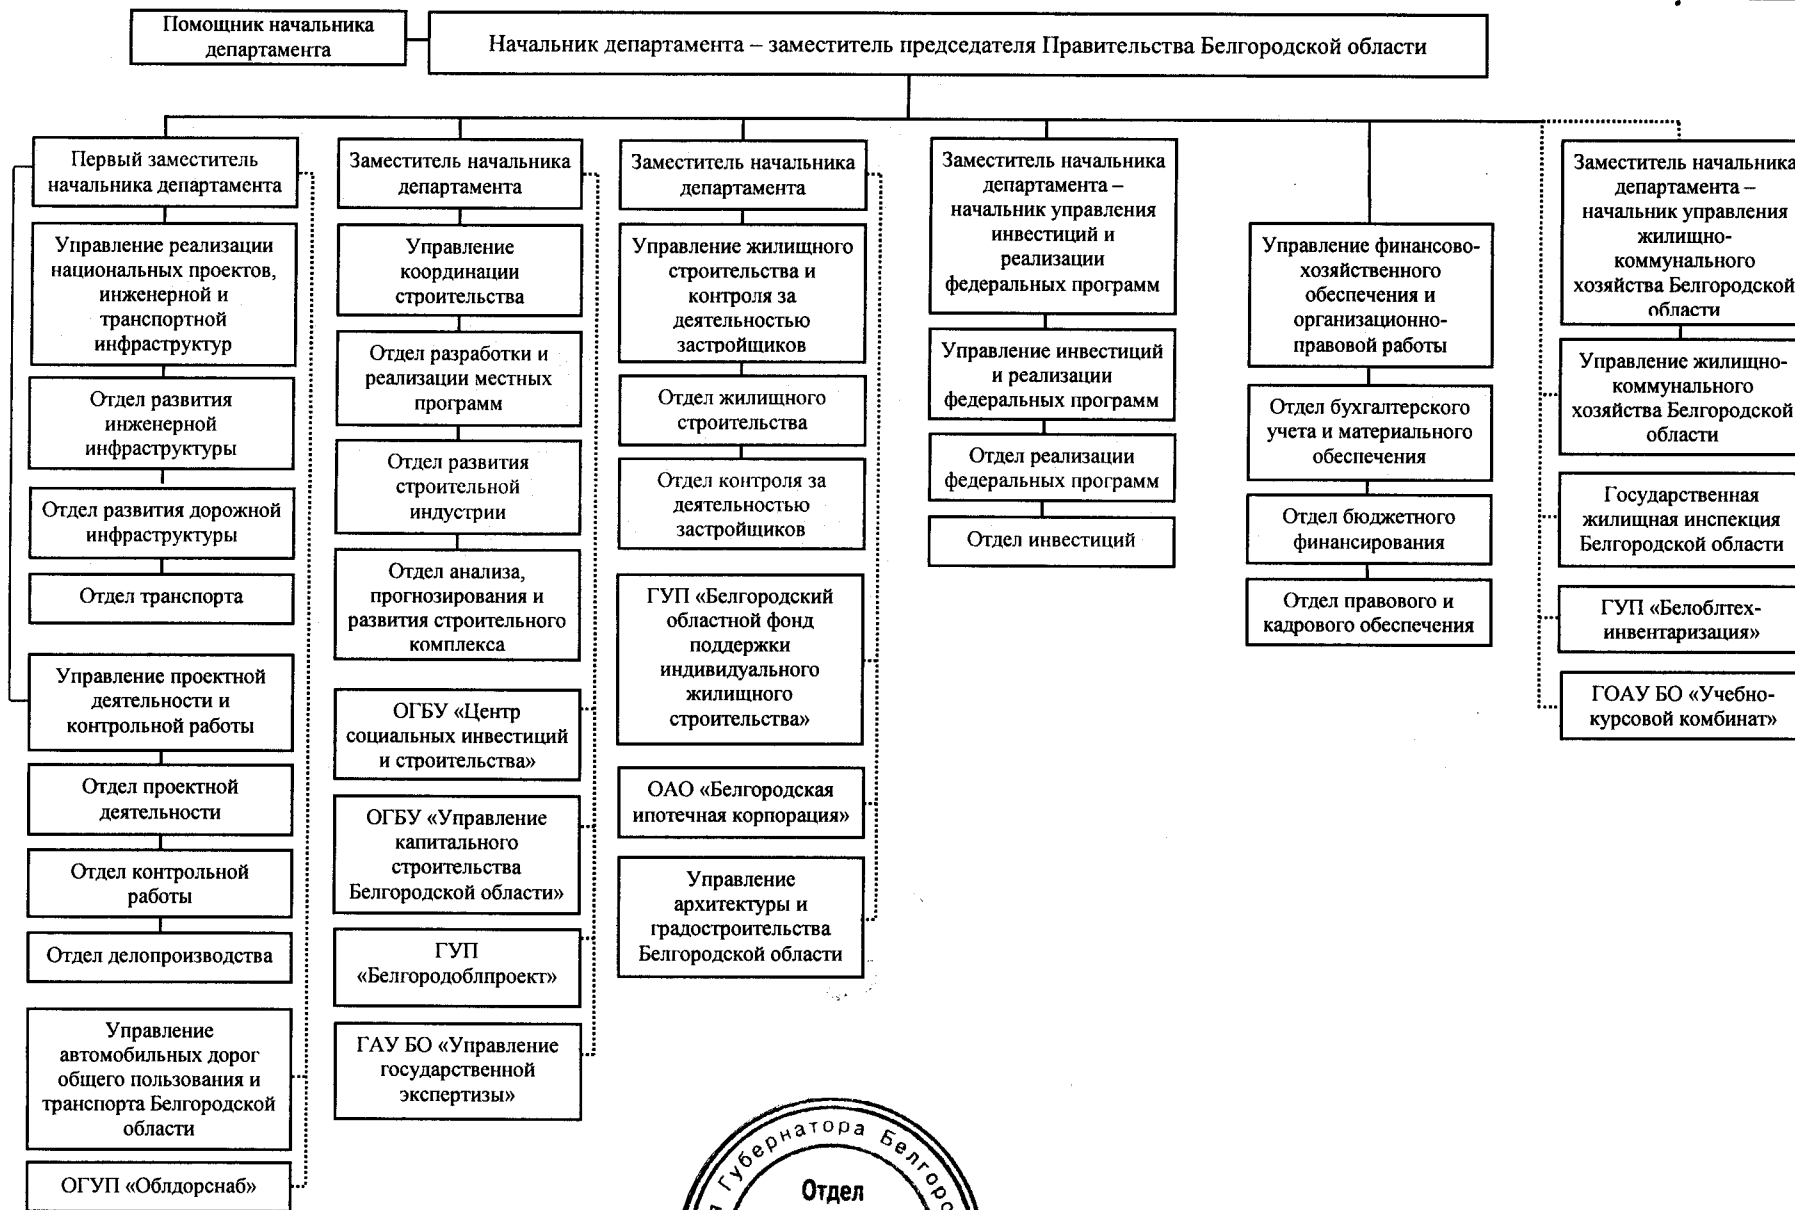 Помощник начальника
департамента
Начальник департамента – заместитель председателя Правительства Белгородской области
Первый заместитель
начальника департамента
Управление реализации
национальных проектов,
инженерной и
транспортной
инфраструктур
Отдел развития
инженерной
инфраструктуры
Отдел развития дорожной
инфраструктуры
Отдел транспорта
Управление проектной
деятельности и
контрольной работы
Отдел проектной
деятельности
Отдел контрольной
работы
Отдел делопроизводства
Управление
автомобильных дорог
общего пользования и
транспорта Белгородской
области
ОГУП «Облдорснаб»
Заместитель начальника
департамента
Управление
координации
строительства
Отдел разработки и
реализации местных
программ
Отдел развития
строительной
индустрии
Отдел анализа,
прогнозирования и
развития строительного
комплекса
ОГБУ «Центр
социальных инвестиций
и строительства»
ОГБУ «Управление
капитального
строительства
Белгородской области»
ГУП
«Белгородоблпроект»
ГАУ БО «Управление
государственной
экспертизы»
Заместитель начальника
департамента
Управление жилищного
строительства и
контроля за
деятельностью
застройщиков
Отдел жилищного
строительства
Отдел контроля за
деятельностью
застройщиков
ГУП «Белгородский
областной фонд
поддержки
индивидуального
жилищного
строительства»
ОАО «Белгородская
ипотечная корпорация»
Управление
архитектуры и
градостроительства
Белгородской области
Заместитель начальника
департамента –
начальник управления
инвестиций и
реализации
федеральных программ
Управление инвестиций
и реализации
федеральных программ
Отдел реализации
федеральных программ
Отдел инвестиций
Управление финансово-
хозяйственного
обеспечения и
организационно-
правовой работы
Отдел бухгалтерского
учета и материального
обеспечения
Отдел бюджетного
финансирования
Отдел правового и
кадрового обеспечения
Заместитель начальника
департамента –
начальник управления
жилищно-
коммунального
хозяйства Белгородской
области
Управление жилищно-
коммунального
хозяйства Белгородской
области
Государственная
жилищная инспекция
Белгородской области
ГУП «Белоблтех-
инвентаризация»
ГОАУ БО «Учебно-
курсовой комбинат»
Губернатора Белгоро
Отдел